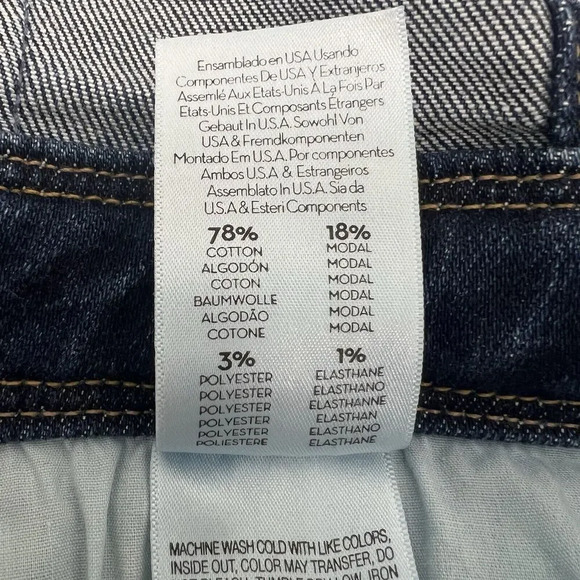 Ensamblado en USA Usando
Componentes De USA Y Extranjeros
Assemlé Aux Etats-Unis À La Fois Par
Etats-Unis Et Composants Étrangers
Gebaut In U.S.A. Sowohl Von
USA & Fremdkomponenten
Montado Em U.S.A. Por componentes
Ambos U.S.A & Estrangeiros
Assemblato In U.S.A. Sia da
U.S.A & Esteri Components
78% 18%
COTTON MODAL
ALGODÓN MODAL
COTON MODAL
BAUMWOLLE MODAL
ALGODÃO MODAL
COTONE MODAL
3% 1%
POLYESTER ELASTHANE
POLYESTER ELASTHANO
POLYESTER ELASTHANNE
POLYESTER ELASTHAN
POLYESTER ELASTHANO
POLIESTERE ELASTHANE
MACHINE WASH COLD WITH LIKE COLORS,
INSIDE OUT, COLOR MAY TRANSFER, DO
LOW, IRON